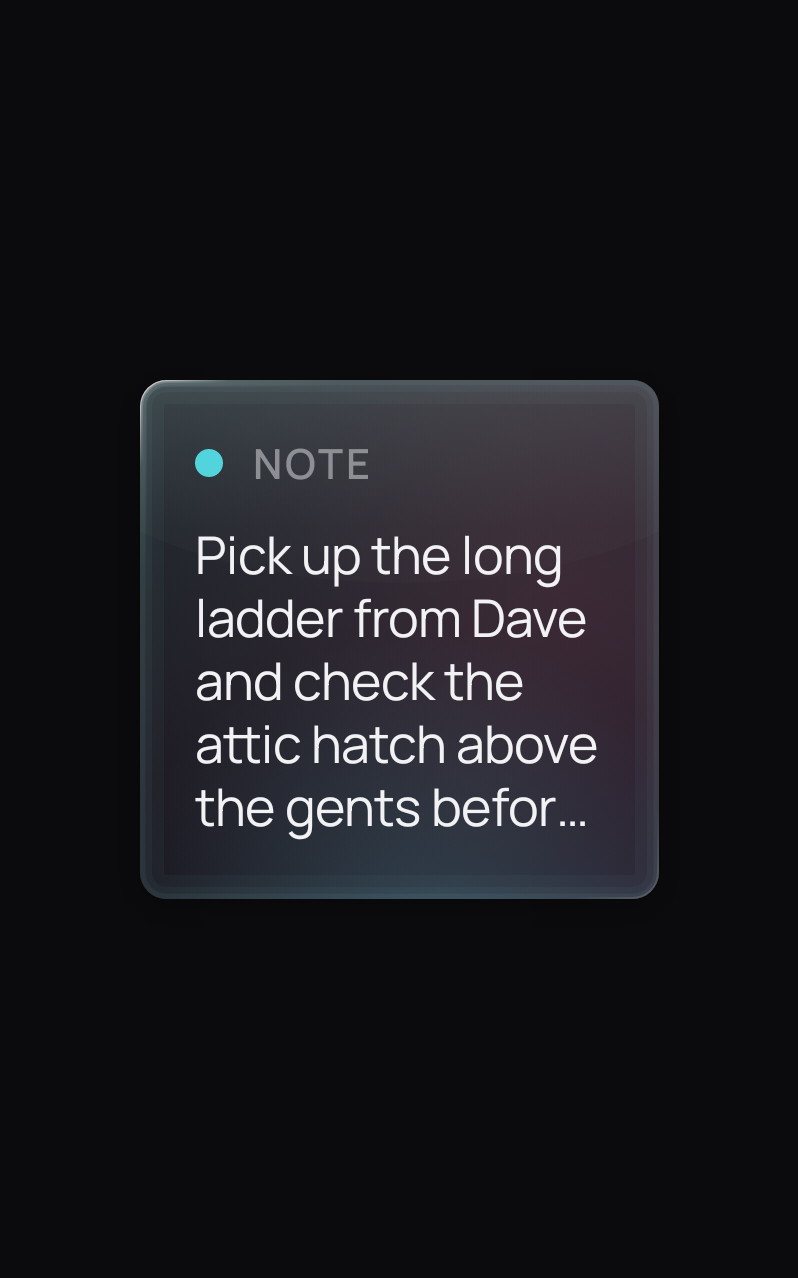 NOTE
Pick up the long
ladder from Dave
and check the
attic hatch above
the gents befor…